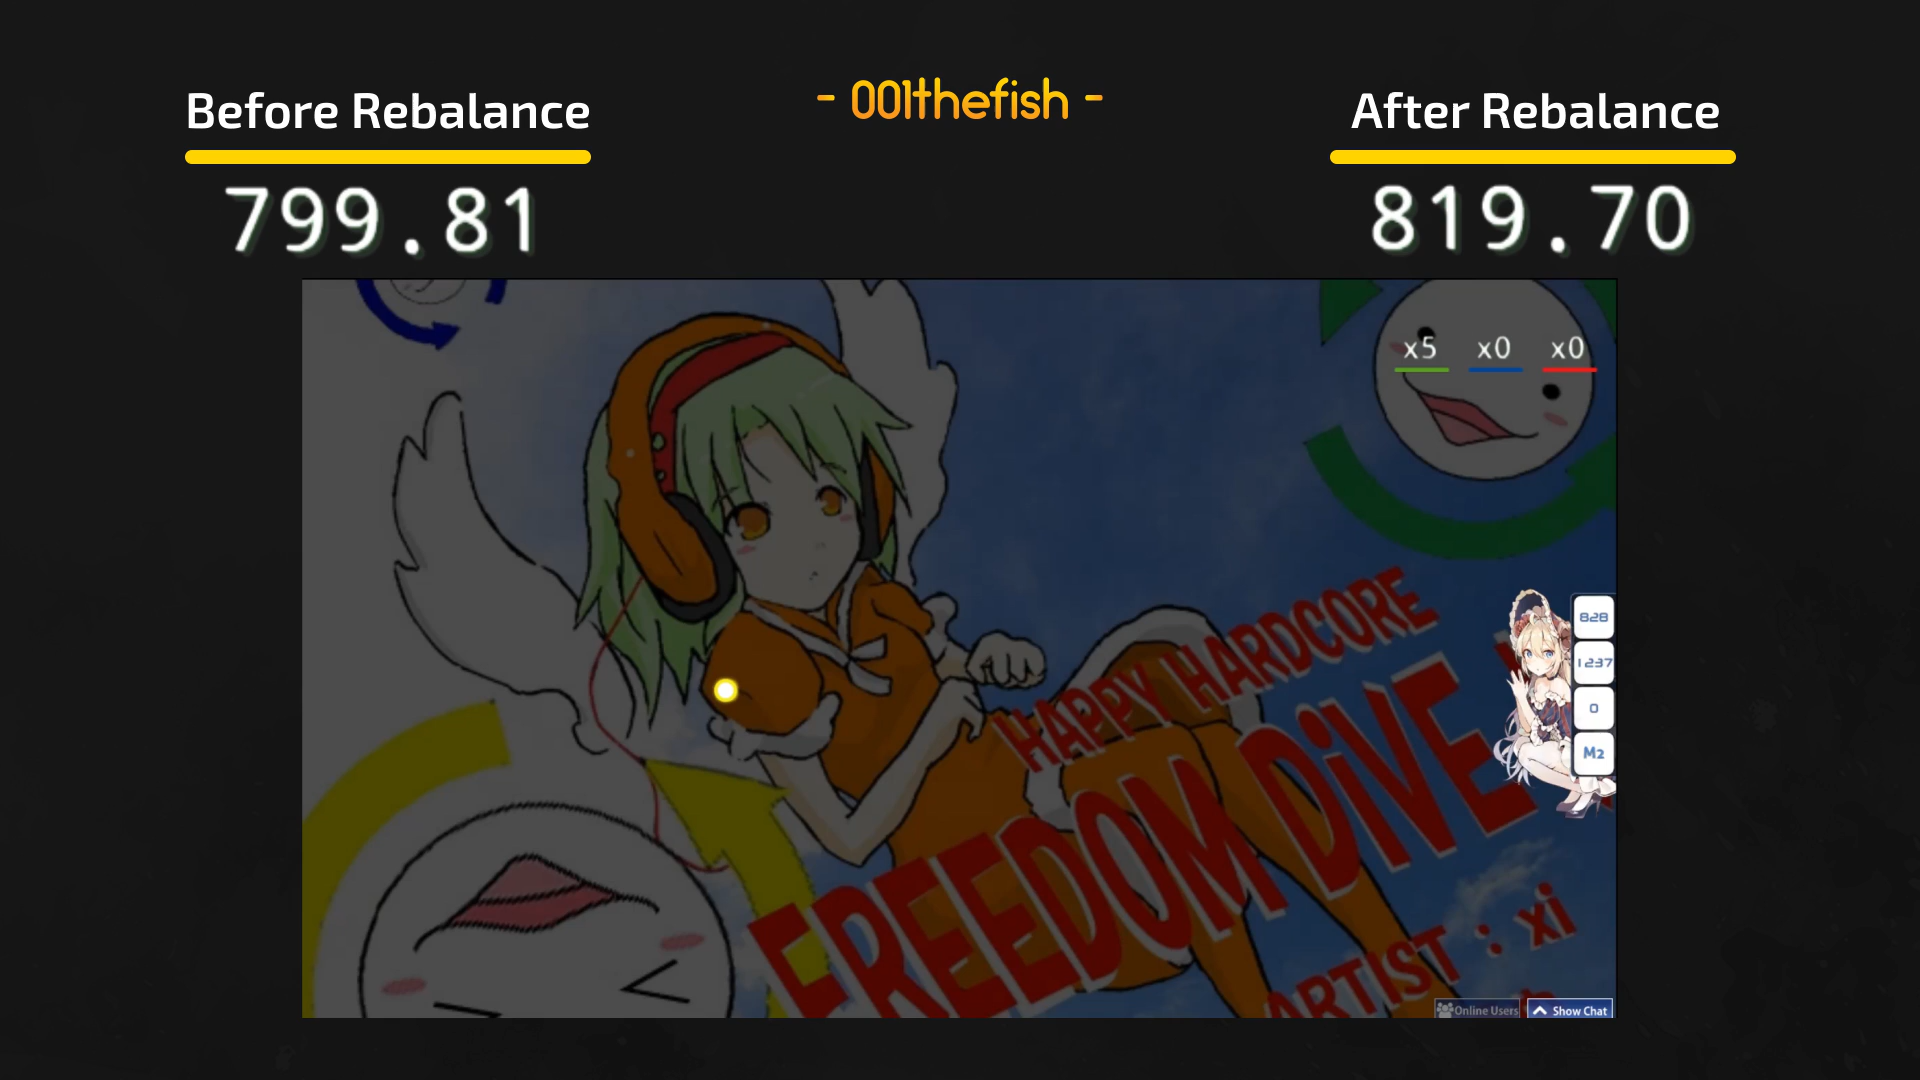 Before Rebalance
- 001thefish -
After Rebalance
799.81
819.70
x5 x0 x0
828
1237
0
M2
HAPPY HARDCORE
FREEDOM DiVE
ARTIST : xi
Online Users
Show Chat